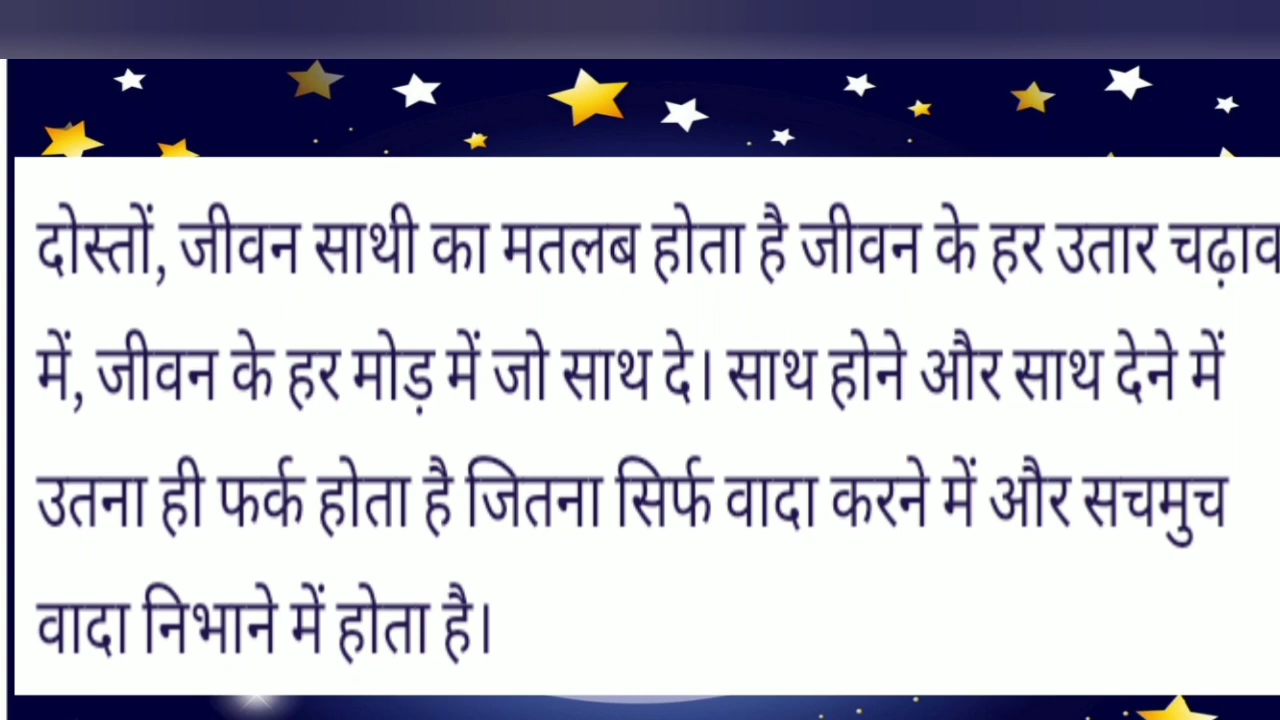 दोस्तों, जीवन साथी का मतलब होता है जीवन के हर उतार चढ़ाव
में, जीवन के हर मोड़ में जो साथ दे। साथ होने और साथ देने में
उतना ही फर्क होता है जितना सिर्फ वादा करने में और सचमुच
वादा निभाने में होता है।